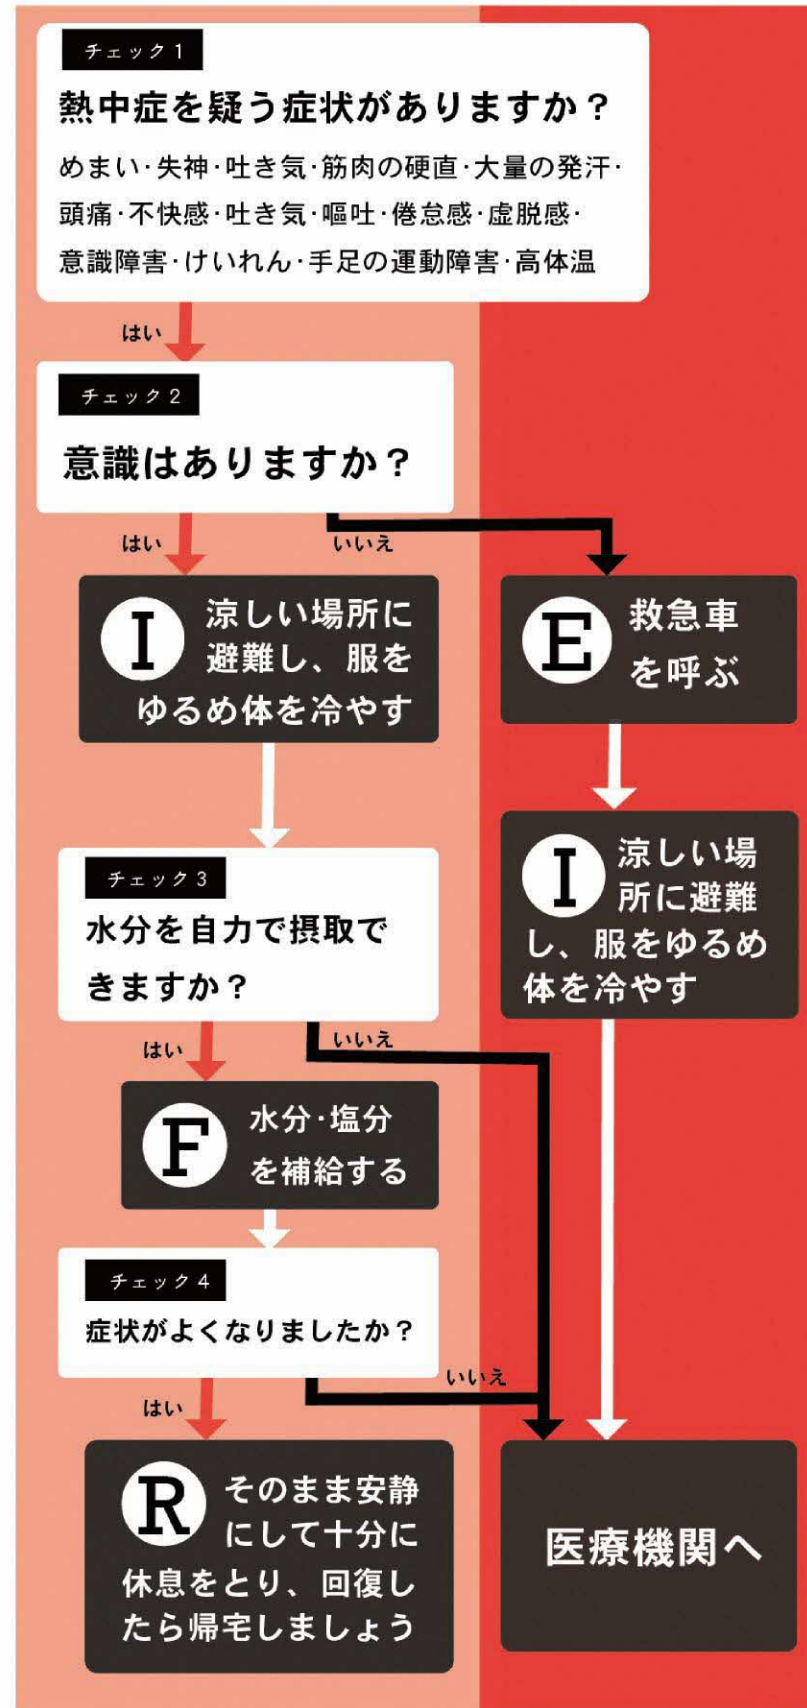 チェック1
熱中症を疑う症状がありますか？
めまい･失神･吐き気･筋肉の硬直･大量の発汗･
頭痛･不快感･吐き気･嘔吐･倦怠感･虚脱感･
意識障害･けいれん･手足の運動障害･高体温
はい
チェック2
意識はありますか？
はい
いいえ
I
涼しい場所に
避難し、服を
ゆるめ体を冷やす
E
救急車
を呼ぶ
I
涼しい場
所に避難
し、服をゆるめ
体を冷やす
チェック3
水分を自力で摂取で
きますか？
はい
いいえ
F
水分･塩分
を補給する
チェック4
症状がよくなりましたか？
いいえ
はい
R
そのまま安静
にして十分に
休息をとり、回復し
たら帰宅しましょう
医療機関へ